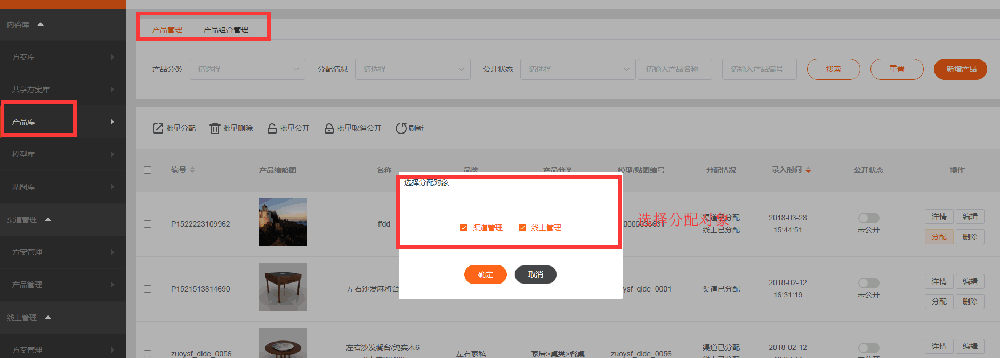 内容库
方案库
共享方案库
产品库
模型库
贴图库
渠道管理
方案管理
产品管理
线上管理
方案管理
产品管理 产品组合管理
产品分类 请选择 分配情况 请选择 公开状态 请选择 请输入产品名称 请输入产品编号 搜索 重置 新增产品
批量分配 批量删除 批量公开 批量取消公开 刷新
编号 产品缩略图 名称 品牌 产品分类 模型/贴图编号 分配情况 录入时间 公开状态 操作
P1522223109962 ffdd 渠道已分配 线上已分配 2018-03-28 15:44:51 未公开 详情 编辑 分配 删除
选择分配对象
渠道管理 线上管理
确定 取消
选择分配对象
P1521513814690 左右沙发麻将台 ysf_qide_0001 渠道已分配 2018-02-12 16:31:19 未公开 详情 编辑 分配 删除
zuoysf_dide_0056 左右沙发餐台/纯实木6- 左右家私 家居>桌类>餐桌 zuoysf_dide_0056 渠道已分配 2018-02-12 详情 编辑